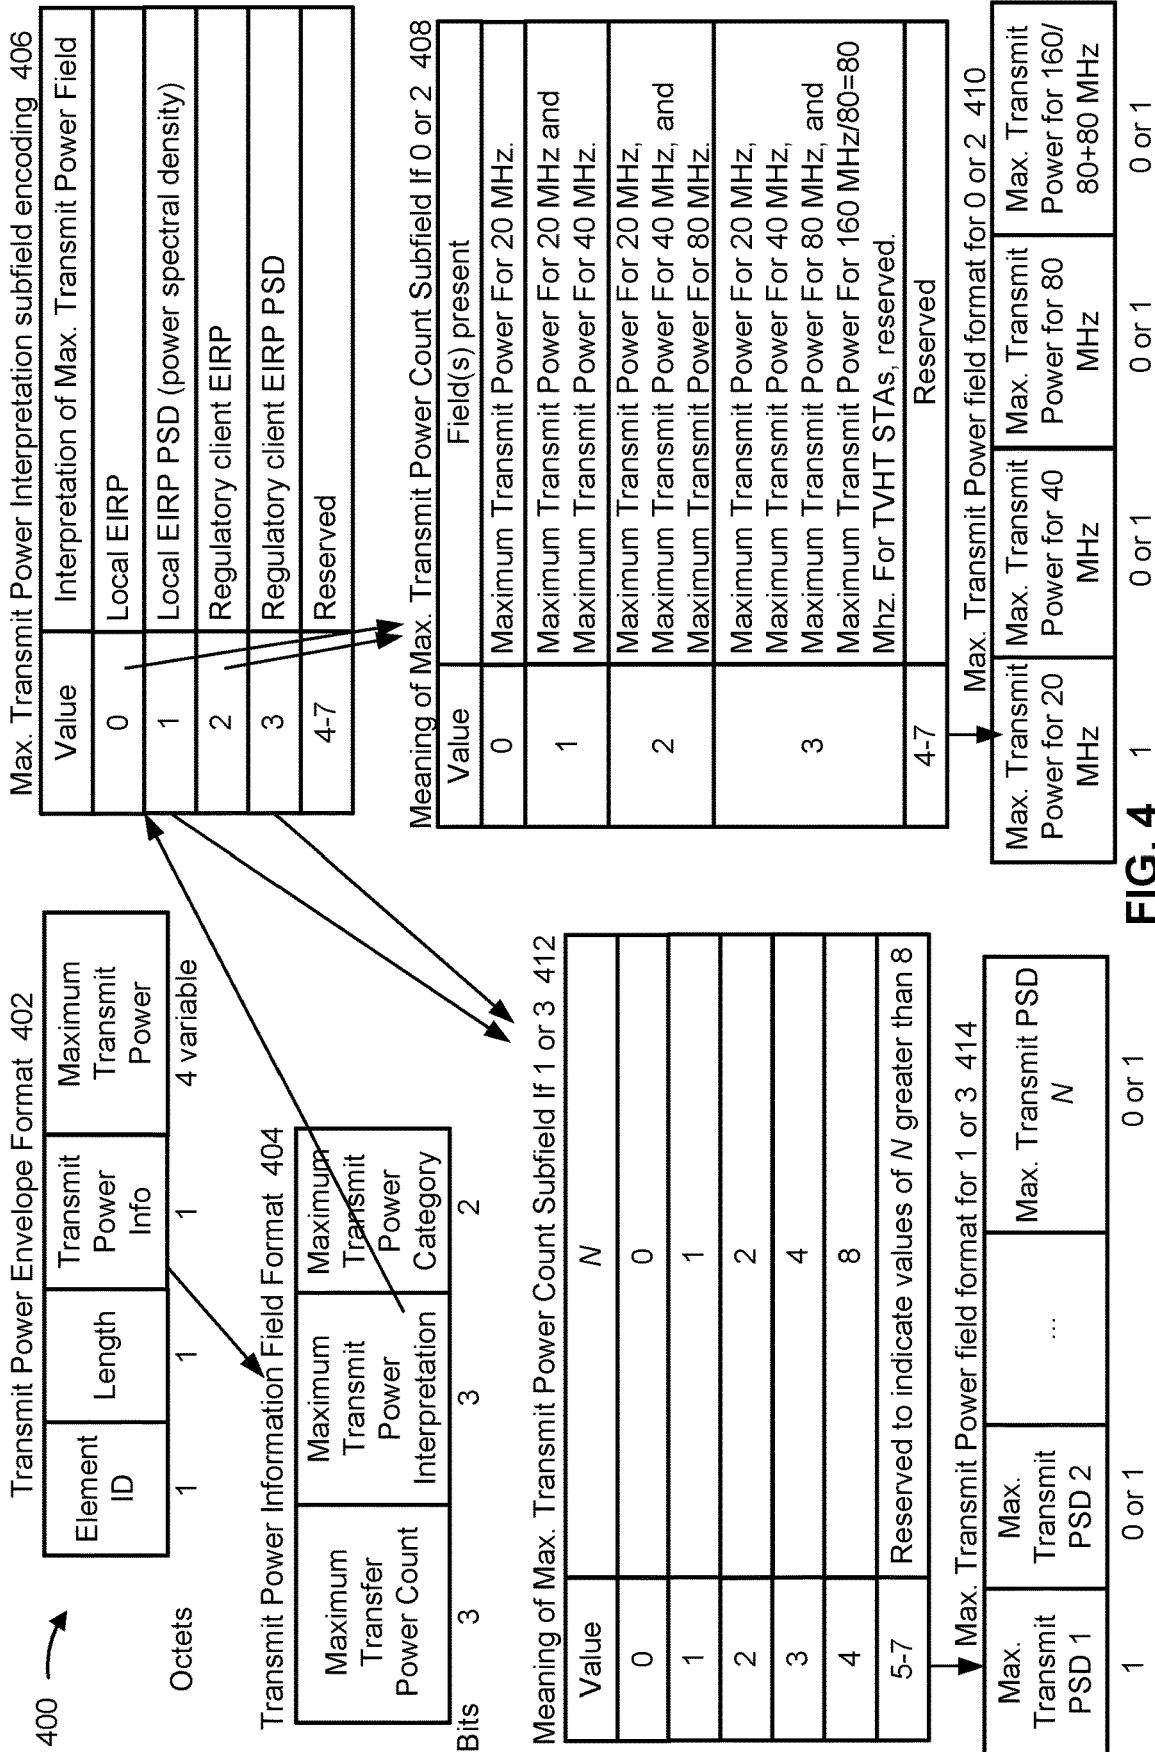 400
Transmit Power Envelope Format 402
Element
ID
Length
Transmit
Power
Info
Maximum
Transmit
Power
Octets
1
1
1
4 variable
Transmit Power Information Field Format 404
Maximum
Transfer
Power Count
Maximum
Transmit
Power
Interpretation
Maximum
Transmit
Power
Category
Bits
3
3
2
Max. Transmit Power Interpretation subfield encoding 406
Value
Interpretation of Max. Transmit Power Field
0
Local EIRP
1
Local EIRP PSD (power spectral density)
2
Regulatory client EIRP
3
Regulatory client EIRP PSD
4-7
Reserved
Meaning of Max. Transmit Power Count Subfield If 0 or 2 408
Value
Field(s) present
0
Maximum Transmit Power For 20 MHz.
1
Maximum Transmit Power For 20 MHz and
Maximum Transmit Power For 40 MHz.
2
Maximum Transmit Power For 20 MHz,
Maximum Transmit Power For 40 MHz, and
Maximum Transmit Power For 80 MHz.
3
Maximum Transmit Power For 20 MHz,
Maximum Transmit Power For 40 MHz,
Maximum Transmit Power For 80 MHz, and
Maximum Transmit Power For 160 MHz/80=80
Mhz. For TVHT STAs, reserved.
4-7
Reserved
Max. Transmit Power field format for 0 or 2 410
Max. Transmit
Power for 20
MHz
Max. Transmit
Power for 40
MHz
Max. Transmit
Power for 80
MHz
Max. Transmit
Power for 160/
80+80 MHz
1
0 or 1
0 or 1
0 or 1
Meaning of Max. Transmit Power Count Subfield If 1 or 3 412
Value
N
0
0
1
1
2
2
3
4
4
8
5-7
Reserved to indicate values of N greater than 8
Max. Transmit Power field format for 1 or 3 414
Max.
Transmit
PSD 1
Max.
Transmit
PSD 2
...
Max. Transmit PSD
N
1
0 or 1
0 or 1
FIG. 4